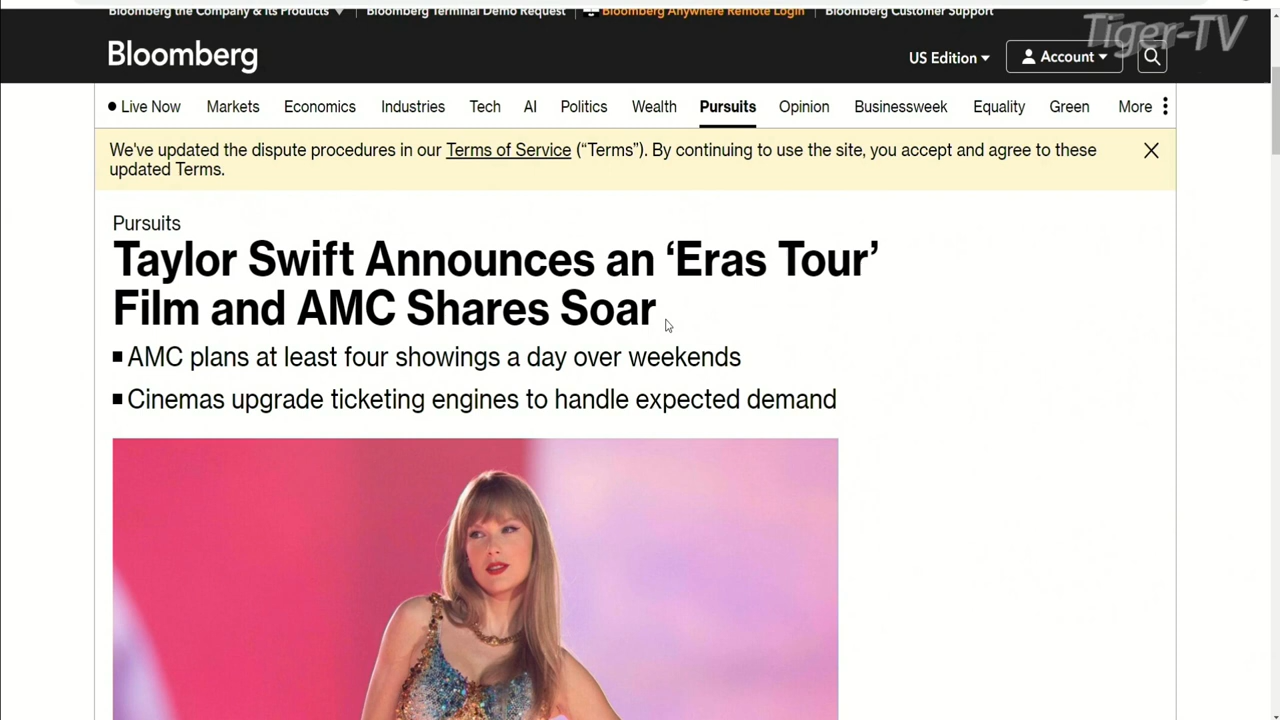 Bloomberg the Company & Its Products Bloomberg Terminal Demo Request Bloomberg Anywhere Remote Login Bloomberg Customer Support
Tiger-TV
Bloomberg
US Edition Account
Live Now Markets Economics Industries Tech AI Politics Wealth Pursuits Opinion Businessweek Equality Green More
We've updated the dispute procedures in our Terms of Service (“Terms”). By continuing to use the site, you accept and agree to these
updated Terms.
Pursuits
Taylor Swift Announces an ‘Eras Tour’
Film and AMC Shares Soar
AMC plans at least four showings a day over weekends
Cinemas upgrade ticketing engines to handle expected demand